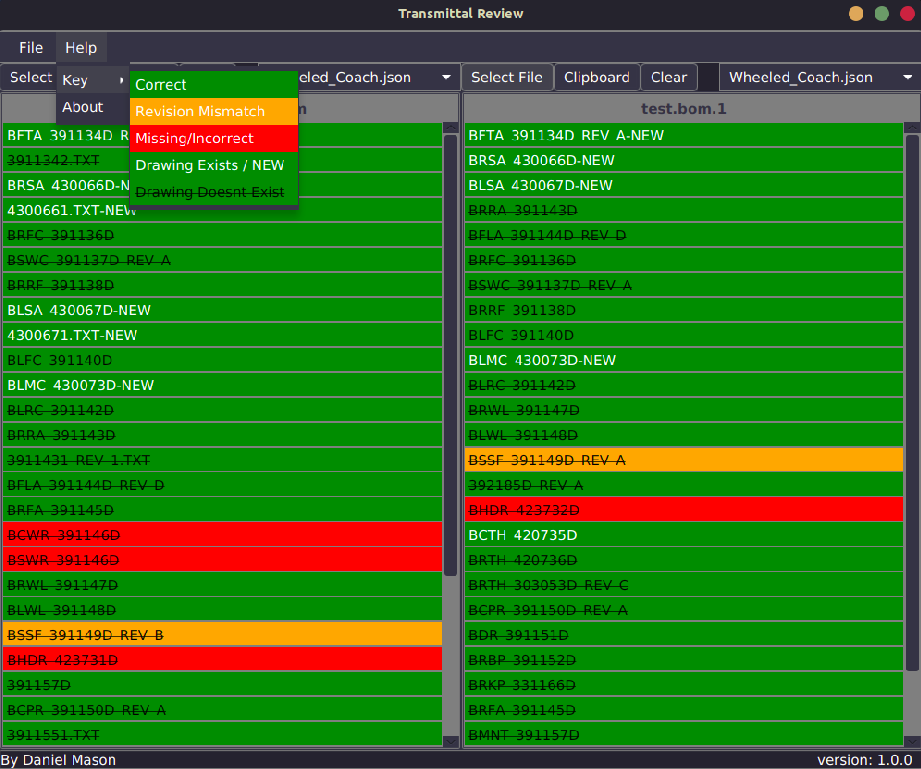 Transmittal Review
File Help
Select
eeled_Coach.json
Select File Clipboard Clear Wheeled_Coach.json
Key
About
Correct
Revision Mismatch
Missing/Incorrect
Drawing Exists / NEW
Drawing Doesnt Exist
m
BFTA 391134D R
3911342.TXT
BRSA 430066D-N
4300661.TXT-NEW
BRFC 391136D
BSWC 391137D REV A
BRRF 391138D
BLSA 430067D-NEW
4300671.TXT-NEW
BLFC 391140D
BLMC 430073D-NEW
BLRC 391142D
BRRA 391143D
3911431 REV 1.TXT
BFLA 391144D REV D
BRFA 391145D
BCWR 391146D
BSWR 391146D
BRWL 391147D
BLWL 391148D
BSSF 391149D REV B
BHDR 423731D
391157D
BCPR 391150D REV A
3911551.TXT
test.bom.1
BFTA 391134D REV A-NEW
BRSA 430066D-NEW
BLSA 430067D-NEW
BRRA 391143D
BFLA 391144D REV D
BRFC 391136D
BSWC 391137D REV A
BRRF 391138D
BLFC 391140D
BLMC 430073D-NEW
BLRC 391142D
BRWL 391147D
BLWL 391148D
BSSF 391149D REV A
392185D REV A
BHDR 423732D
BCTH 420735D
BRTH 420736D
BRTH 303053D REV C
BCPR 391150D REV A
BDR 391151D
BRBP 391152D
BRKP 331166D
BRFA 391145D
BMNT 391157D
By Daniel Mason
version: 1.0.0